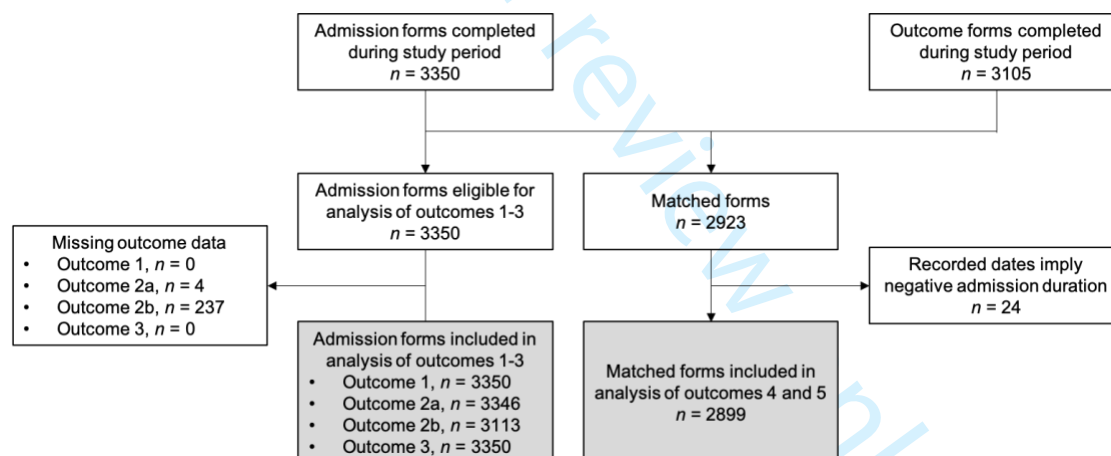 Admission forms completed
during study period
n = 3350
Outcome forms completed
during study period
n = 3105
Admission forms eligible for
analysis of outcomes 1-3
n = 3350
Matched forms
n = 2923
Missing outcome data
• Outcome 1, n = 0
• Outcome 2a, n = 4
• Outcome 2b, n = 237
• Outcome 3, n = 0
Recorded dates imply
negative admission duration
n = 24
Admission forms included in
analysis of outcomes 1-3
• Outcome 1, n = 3350
• Outcome 2a, n = 3346
• Outcome 2b, n = 3113
• Outcome 3, n = 3350
Matched forms included in
analysis of outcomes 4 and 5
n = 2899
review